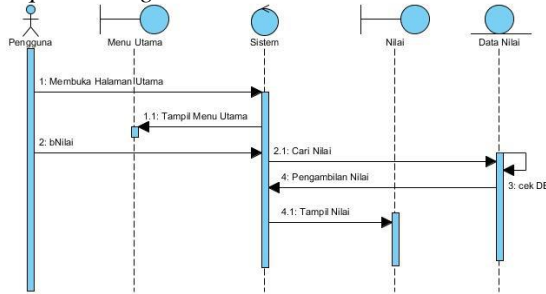 Pengguna
Menu Utama
Sistem
Nilai
Data Nilai
1: Membuka Halaman Utama
1.1: Tampil Menu Utama
2: bNilai
2.1: Cari Nilai
3: cek DB
4: Pengambilan Nilai
4.1: Tampil Nilai